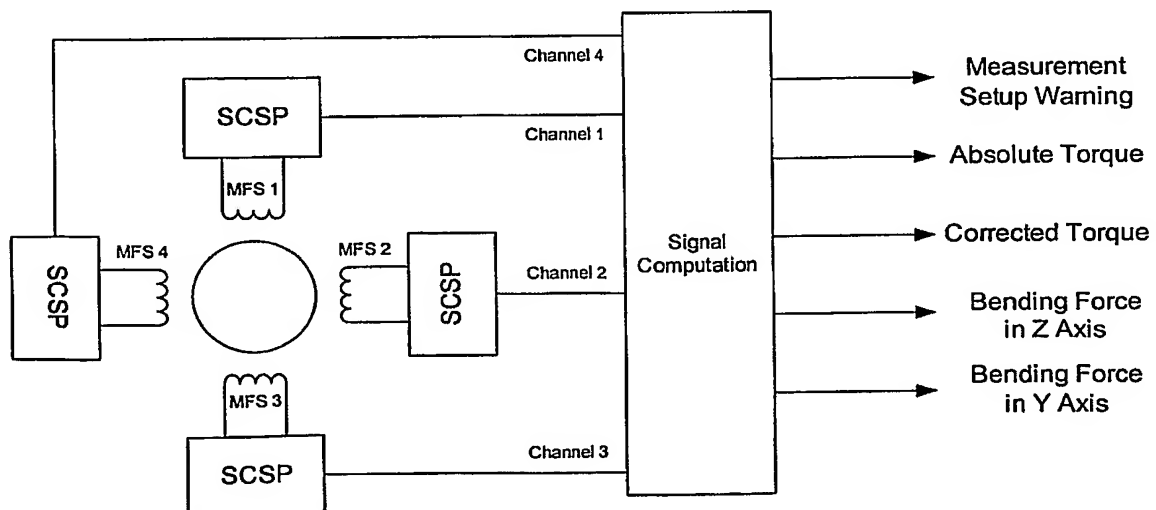 Channel 4
SCSP
Channel 1
MFS 1
MFS 4
SCSP
MFS 2
SCSP
Channel 2
MFS 3
SCSP
Channel 3
Signal
Computation
Measurement
Setup Warning
Absolute Torque
Corrected Torque
Bending Force
in Z Axis
Bending Force
in Y Axis